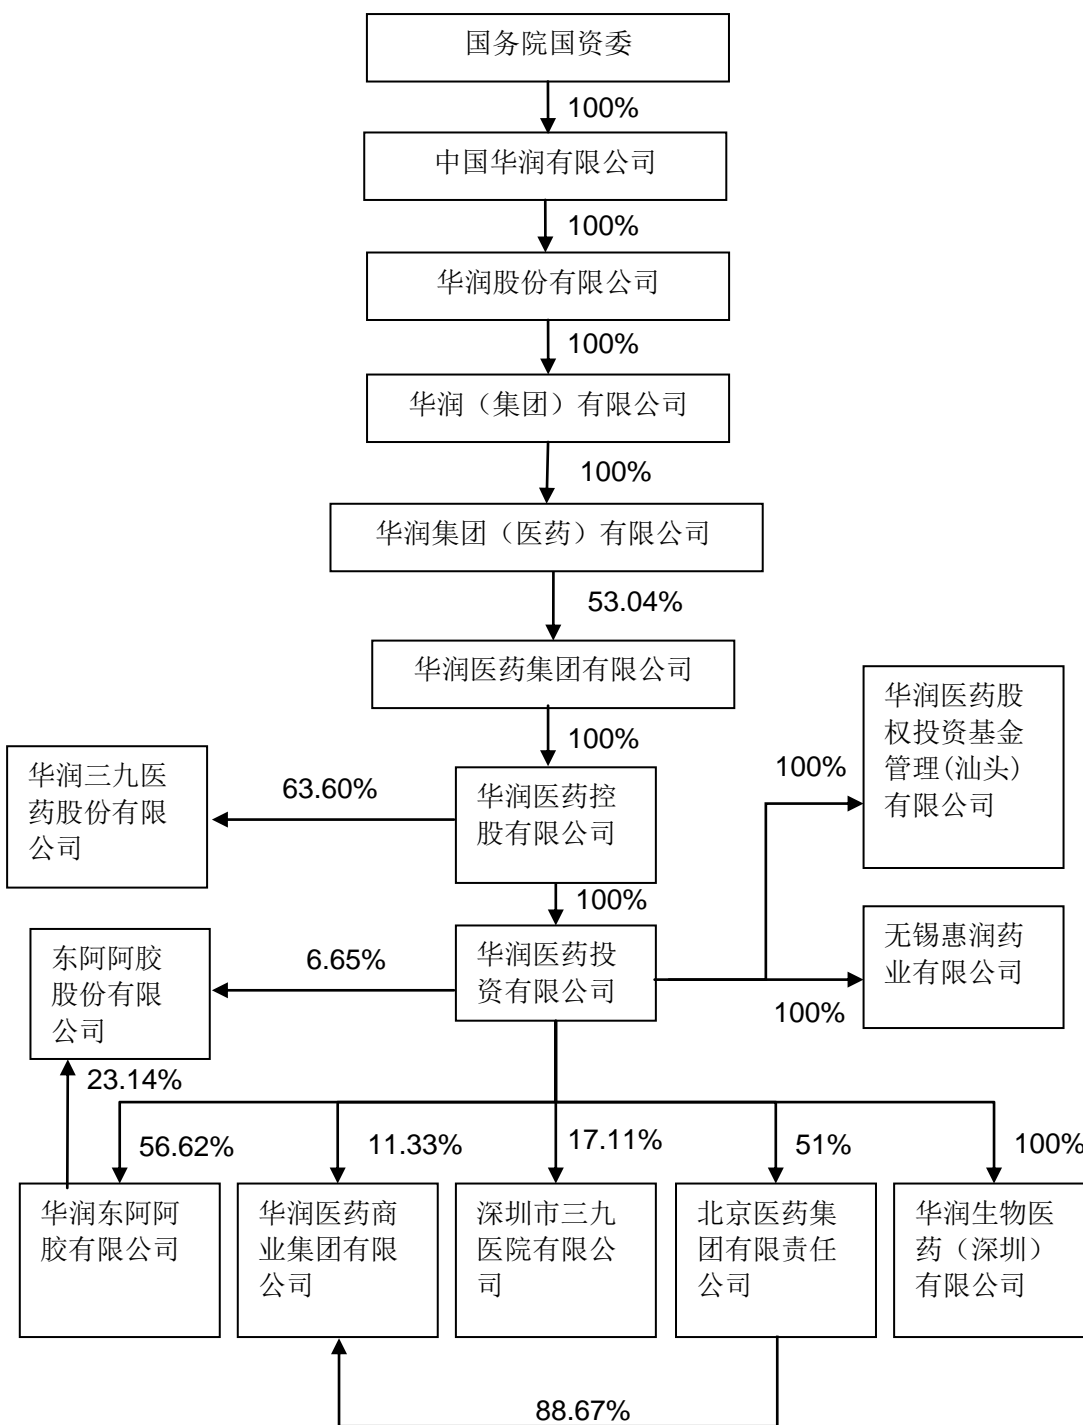 国务院国资委
100%
中国华润有限公司
100%
华润股份有限公司
100%
华润（集团）有限公司
100%
华润集团（医药）有限公司
53.04%
华润医药集团有限公司
100%
华润医药股
权投资基金
管理(汕头)
有限公司
100%
华润三九医
药股份有限
公司
63.60%
华润医药控
股有限公司
100%
东阿阿胶
股份有限
公司
6.65%
华润医药投
资有限公司
无锡惠润药
业有限公司
100%
23.14%
56.62%
11.33%
17.11%
51%
100%
华润东阿阿
胶有限公司
华润医药商
业集团有限
公司
深圳市三九
医院有限公
司
北京医药集
团有限责任
公司
华润生物医
药（深圳）
有限公司
88.67%